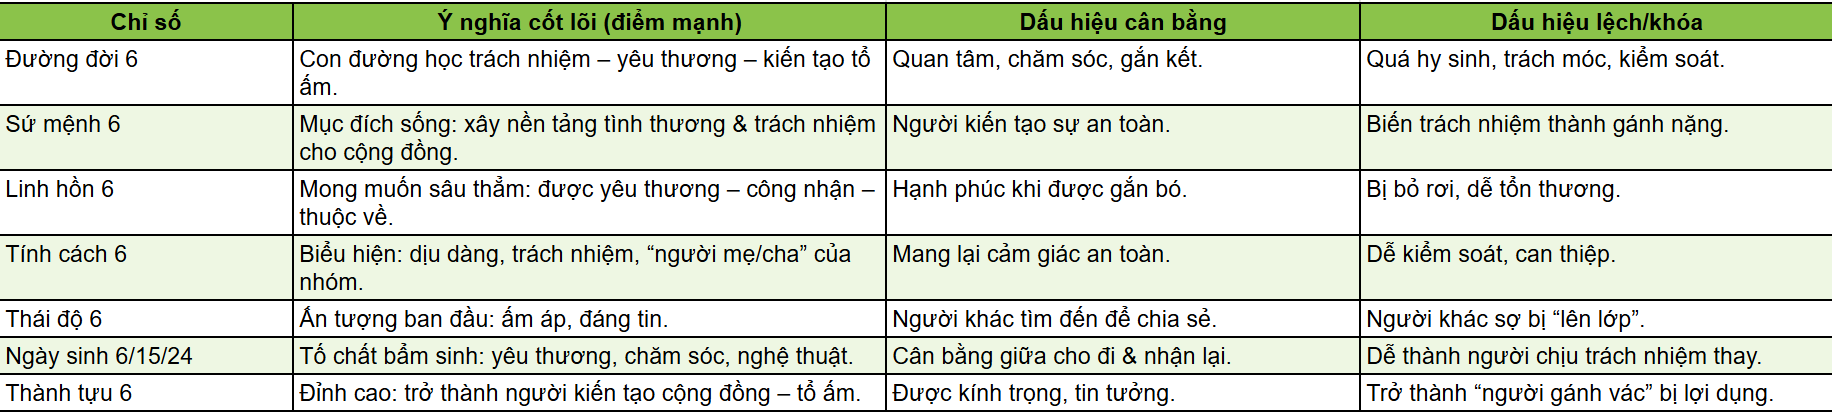 Chỉ số Ý nghĩa cốt lõi (điểm mạnh) Dấu hiệu cân bằng Dấu hiệu lệch/khóa
Đường đời 6 Con đường học trách nhiệm – yêu thương – kiến tạo tổ ấm. Quan tâm, chăm sóc, gắn kết. Quá hy sinh, trách móc, kiểm soát.
Sứ mệnh 6 Mục đích sống: xây nền tảng tình thương & trách nhiệm cho cộng đồng. Người kiến tạo sự an toàn. Biến trách nhiệm thành gánh nặng.
Linh hồn 6 Mong muốn sâu thẳm: được yêu thương – công nhận – thuộc về. Hạnh phúc khi được gắn bó. Bị bỏ rơi, dễ tổn thương.
Tính cách 6 Biểu hiện: dịu dàng, trách nhiệm, “người mẹ/cha” của nhóm. Mang lại cảm giác an toàn. Dễ kiểm soát, can thiệp.
Thái độ 6 Ấn tượng ban đầu: ấm áp, đáng tin. Người khác tìm đến để chia sẻ. Người khác sợ bị “lên lớp”.
Ngày sinh 6/15/24 Tố chất bẩm sinh: yêu thương, chăm sóc, nghệ thuật. Cân bằng giữa cho đi & nhận lại. Dễ thành người chịu trách nhiệm thay.
Thành tựu 6 Đỉnh cao: trở thành người kiến tạo cộng đồng – tổ ấm. Được kính trọng, tin tưởng. Trở thành “người gánh vác” bị lợi dụng.